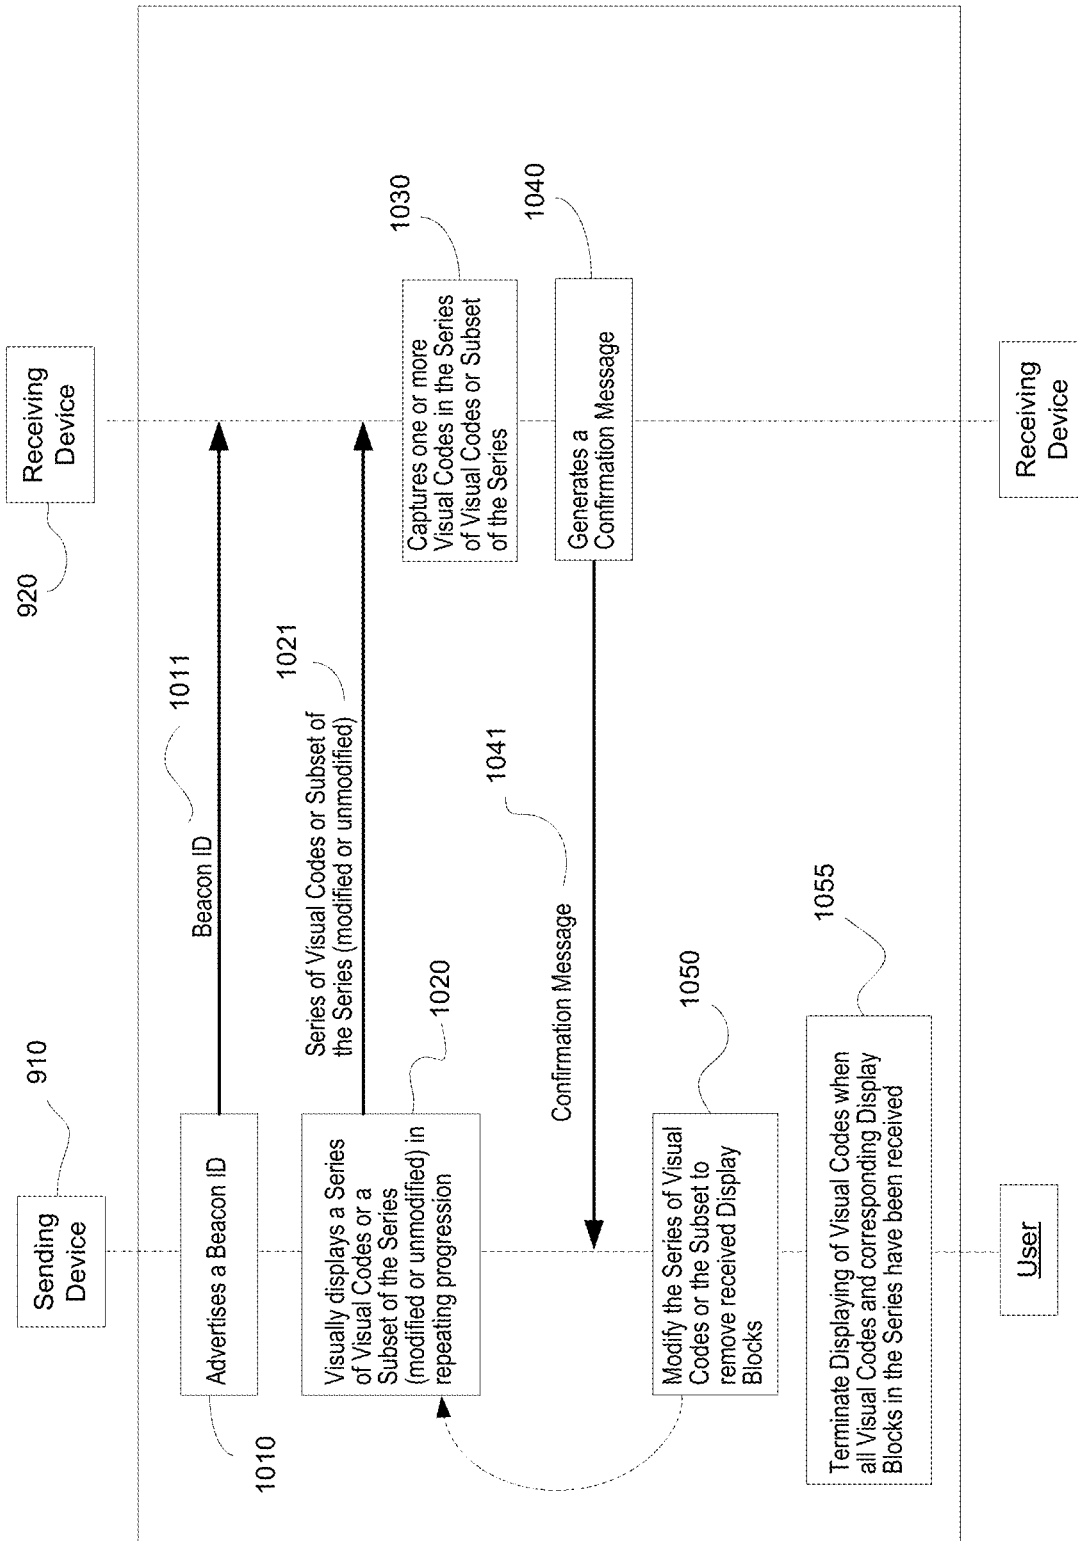 Sending
Device
910
Receiving
Device
920
Advertises a Beacon ID
1010
Beacon ID
1011
Visually displays a Series
of Visual Codes or a
Subset of the Series
(modified or unmodified) in
repeating progression
1020
Series of Visual Codes or Subset of
the Series (modified or unmodified)
1021
Captures one or more
Visual Codes in the Series
of Visual Codes or Subset
of the Series
1030
Generates a
Confirmation Message
1040
Confirmation Message
1041
Modify the Series of Visual
Codes or the Subset to
remove received Display
Blocks
1050
Terminate Displaying of Visual Codes when
all Visual Codes and corresponding Display
Blocks in the Series have been received
1055
User
Receiving
Device